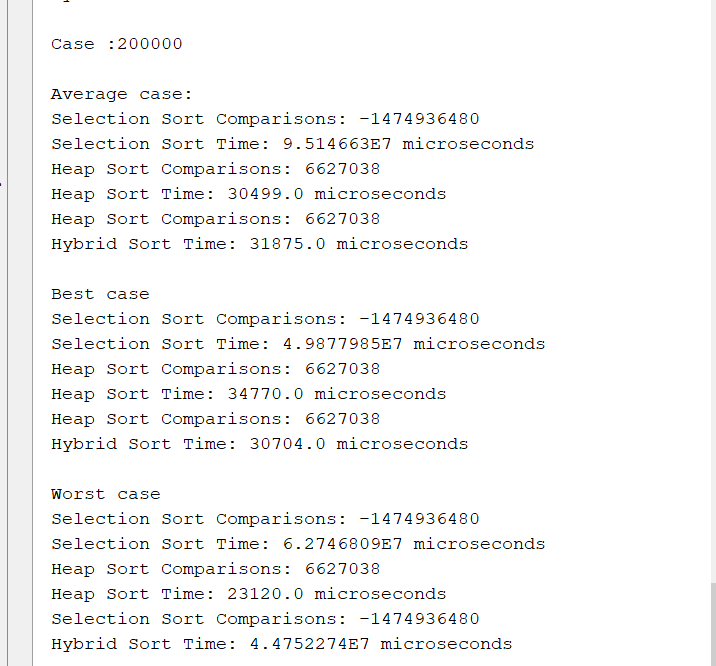 Case :200000
Average case:
Selection Sort Comparisons: -1474936480
Selection Sort Time: 9.514663E7 microseconds
Heap Sort Comparisons: 6627038
Heap Sort Time: 30499.0 microseconds
Heap Sort Comparisons: 6627038
Hybrid Sort Time: 31875.0 microseconds
Best case
Selection Sort Comparisons: -1474936480
Selection Sort Time: 4.9877985E7 microseconds
Heap Sort Comparisons: 6627038
Heap Sort Time: 34770.0 microseconds
Heap Sort Comparisons: 6627038
Hybrid Sort Time: 30704.0 microseconds
Worst case
Selection Sort Comparisons: -1474936480
Selection Sort Time: 6.2746809E7 microseconds
Heap Sort Comparisons: 6627038
Heap Sort Time: 23120.0 microseconds
Selection Sort Comparisons: -1474936480
Hybrid Sort Time: 4.4752274E7 microseconds